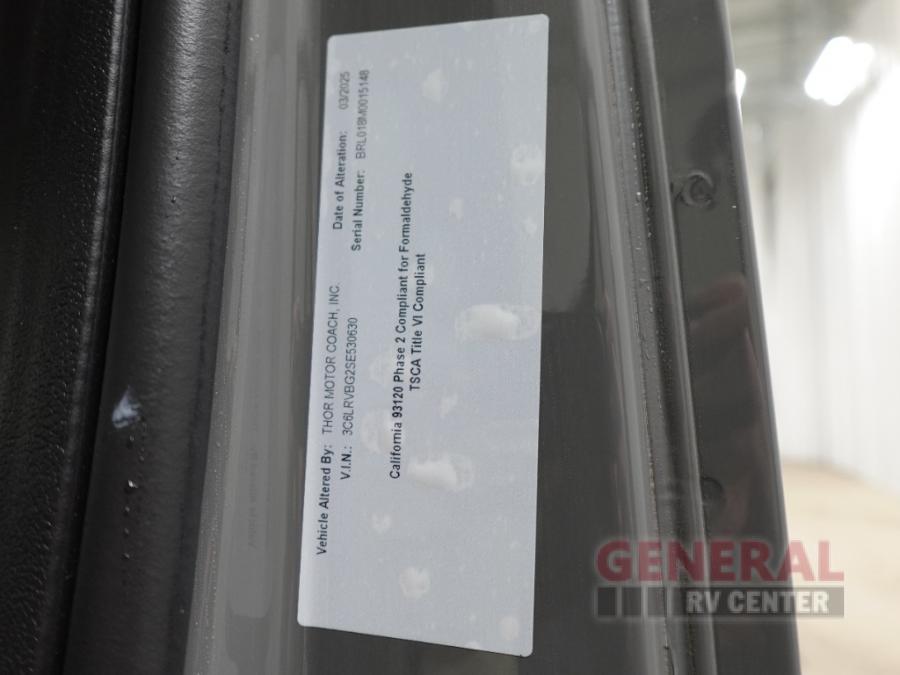 Vehicle Altered By: THOR MOTOR COACH, INC. Date of Alteration: 03/2025
V.I.N.: 3C6LRVBG2SE530630 Serial Number: BRL018M0015148
California 93120 Phase 2 Compliant for Formaldehyde
TSCA Title VI Compliant
GENERAL
RV CENTER